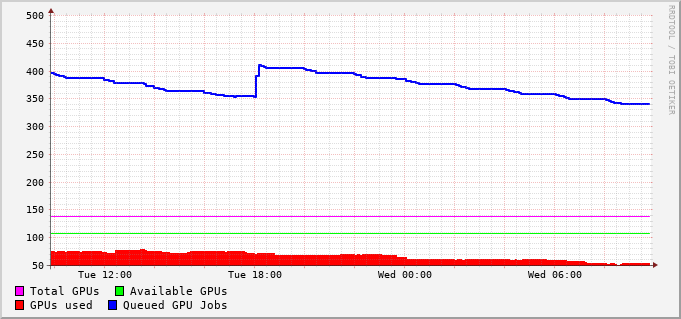 500
450
400
350
300
250
200
150
100
50
Tue 12:00 Tue 18:00 Wed 00:00 Wed 06:00
Total GPUs Available GPUs
GPUs used Queued GPU Jobs
RRDTOOL / TOBI OETIKER